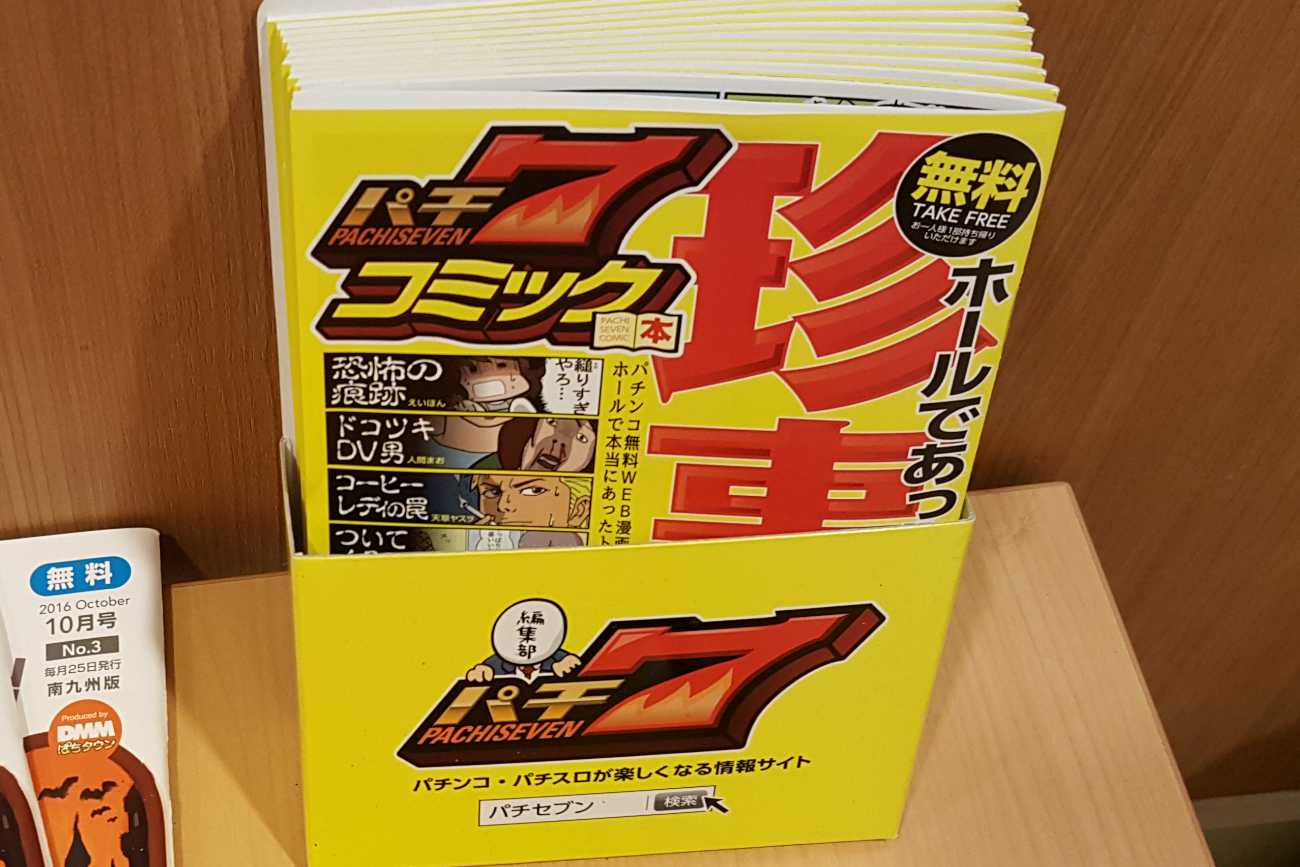 パチ7
PACHISEVEN
コミック
PACHI
SEVEN
COMIC
本
珍事
無料
TAKE FREE
お一人様1部持ち帰り
いただけます
ホールであっ
パチンコ無料WEB漫画
ホールで本当にあった
恐怖の
痕跡
えいぽん
縋りすぎ
やろ…
ドコツキ
DV男
人間まお
コーヒー
レディの罠
天草ヤスヲ
ついて
編集部
パチ7
PACHISEVEN
パチンコ・パチスロが楽しくなる情報サイト
パチセブン
検索
無料
2016 October
10月号
No.3
毎月25日発行
南九州版
Produced by
DMM
ぱちタウン